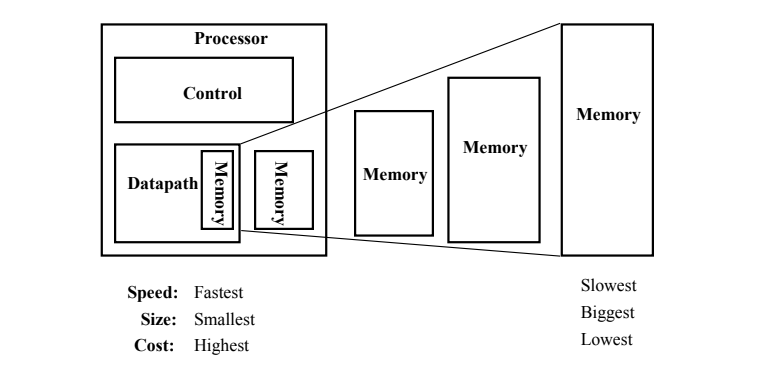 Processor
Control
Datapath
Memory
Memory
Memory
Memory
Memory
Speed: Fastest
Size: Smallest
Cost: Highest
Slowest
Biggest
Lowest